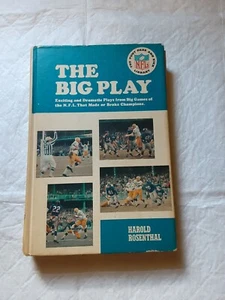 THE
BIG PLAY
Exciting and Dramatic Plays from Big Games of
the N.F.L. That Made or Broke Champions.
NFL
HAROLD
ROSENTHAL